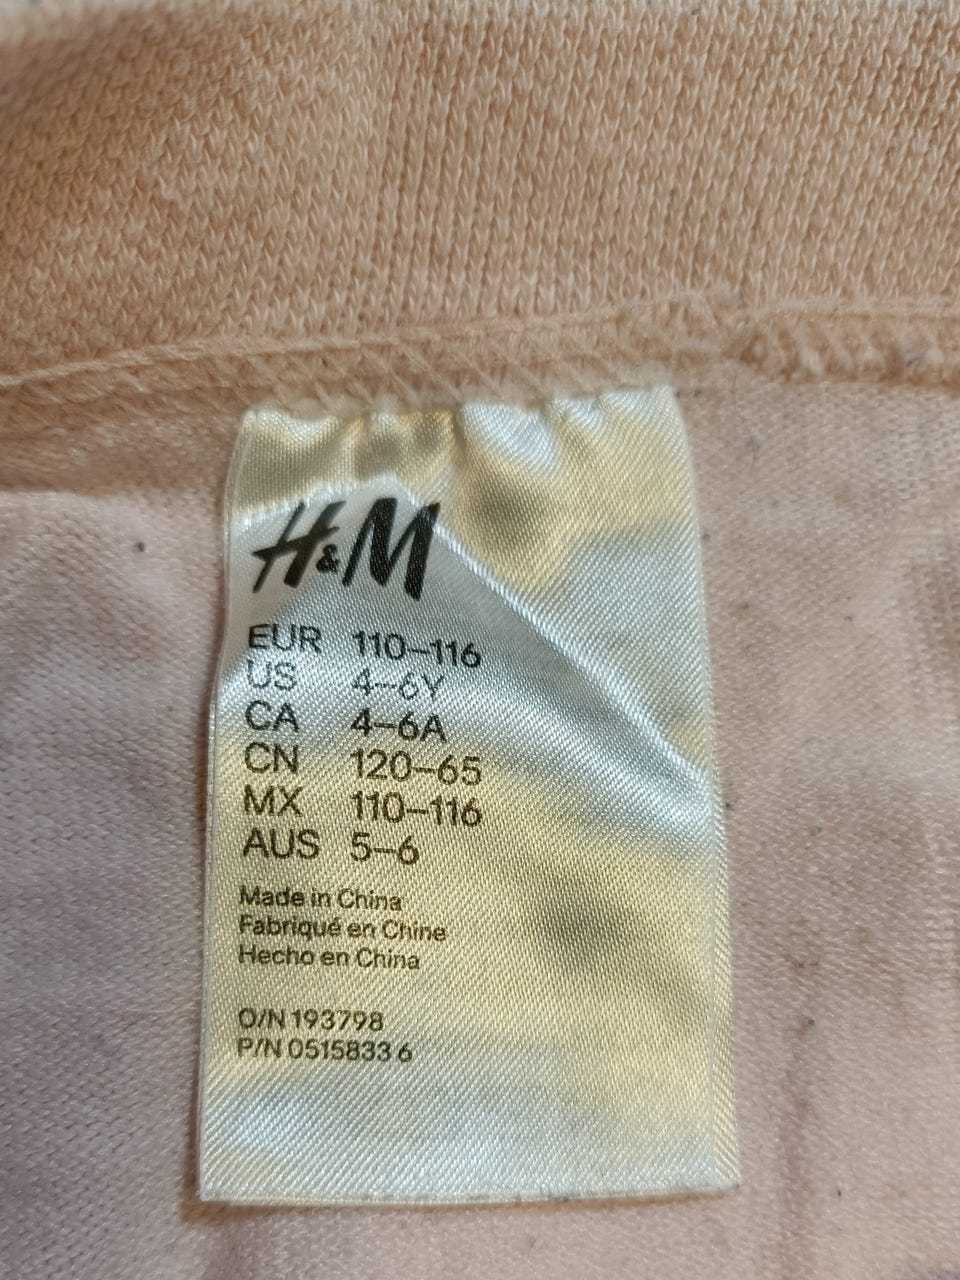 H&M
EUR 110–116
US 4–6Y
CA 4–6A
CN 120–65
MX 110–116
AUS 5–6
Made in China
Fabriqué en Chine
Hecho en China
O/N 193798
P/N 0515833 6